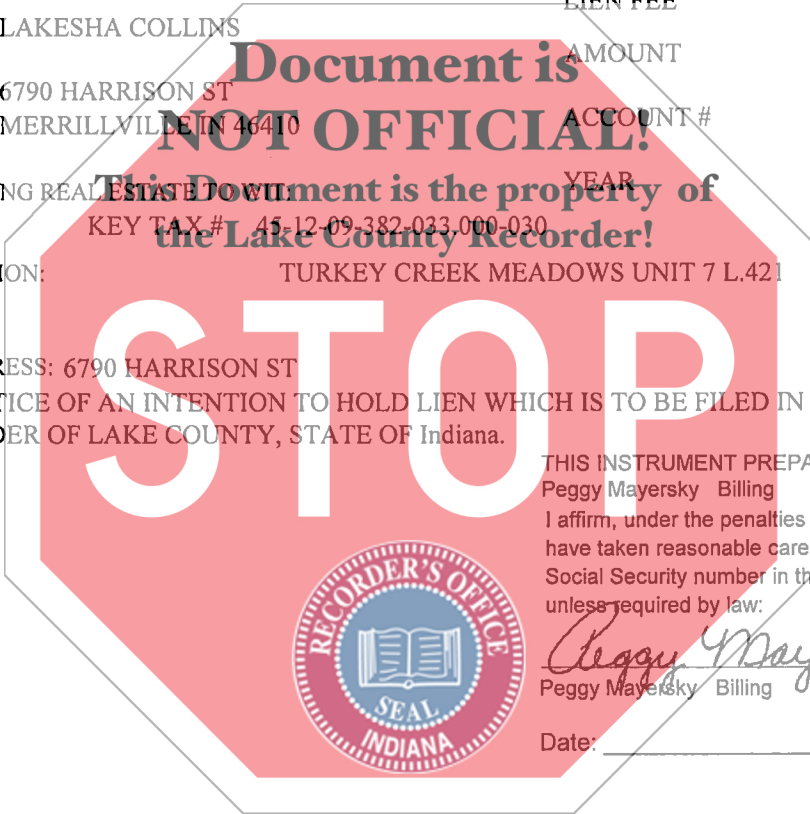 LIEN FEE
LAKESHA COLLINS
Document is
AMOUNT
6790 HARRISON ST
NOT OFFICIAL!
ACCOUNT #
MERRILLVILLE IN 46410
YEAR
NG REAL ESTATE TO WIT:
This Document is the property of
KEY TAX # 45-12-09-382-033.000-030
the Lake County Recorder!
ION: TURKEY CREEK MEADOWS UNIT 7 L.421
STOP
RESS: 6790 HARRISON ST
TICE OF AN INTENTION TO HOLD LIEN WHICH IS TO BE FILED IN
DER OF LAKE COUNTY, STATE OF Indiana.
THIS INSTRUMENT PREPA
Peggy Mayersky Billing
I affirm, under the penalties
have taken reasonable care
Social Security number in th
unless required by law:
RECORDER'S OFFICE
SEAL
INDIANA
Peggy May
Peggy Mayersky Billing
Date: